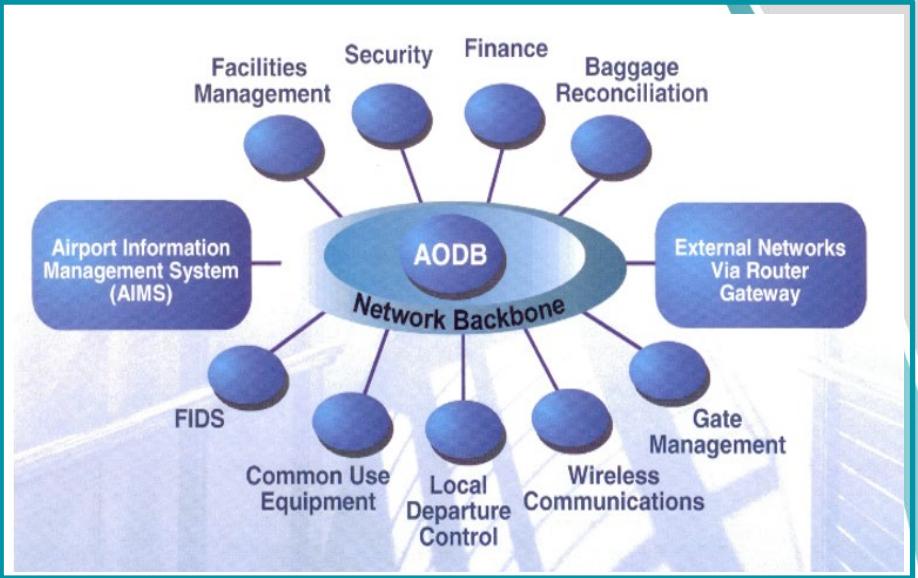 Facilities
Management
Security
Finance
Baggage
Reconciliation
Airport Information
Management System
(AIMS)
AODB
Network Backbone
External Networks
Via Router
Gateway
FIDS
Common Use
Equipment
Local
Departure
Control
Wireless
Communications
Gate
Management